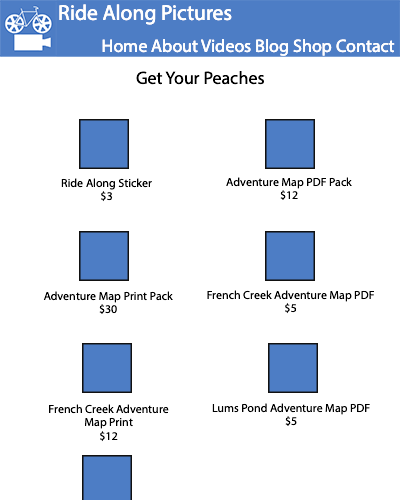 Ride Along Pictures
Home About Videos Blog Shop Contact
Get Your Peaches
Ride Along Sticker
$3
Adventure Map PDF Pack
$12
Adventure Map Print Pack
$30
French Creek Adventure Map PDF
$5
French Creek Adventure
Map Print
$12
Lums Pond Adventure Map PDF
$5